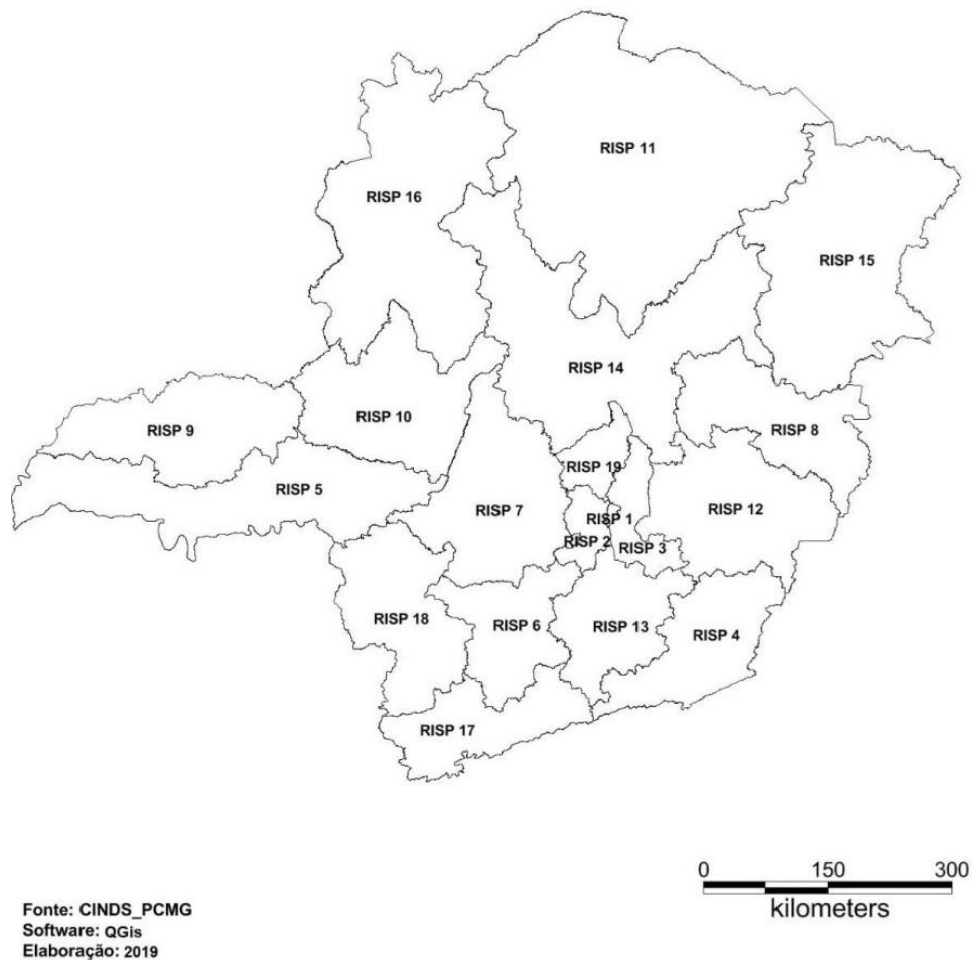 RISP 11
RISP 16
RISP 15
RISP 14
RISP 10
RISP 9
RISP 8
RISP 19
RISP 5
RISP 7
RISP 1
RISP 12
RISP 2
RISP 3
RISP 18
RISP 6
RISP 13
RISP 4
RISP 17
0 150 300
kilometers
Fonte: CINDS_PCMG
Software: QGis
Elaboração: 2019